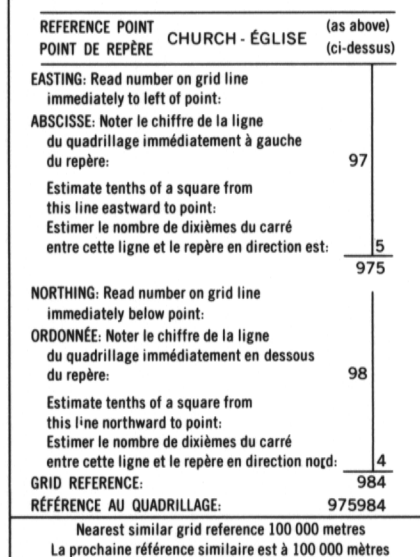 REFERENCE POINT CHURCH - ÉGLISE (as above)
POINT DE REPÈRE (ci-dessus)
EASTING: Read number on grid line
immediately to left of point:
ABSCISSE: Noter le chiffre de la ligne
du quadrillage immédiatement à gauche
du repère: 97
Estimate tenths of a square from
this line eastward to point:
Estimer le nombre de dixièmes du carré
entre cette ligne et le repère en direction est: 5
975
NORTHING: Read number on grid line
immediately below point:
ORDONNÉE: Noter le chiffre de la ligne
du quadrillage immédiatement en dessous
du repère: 98
Estimate tenths of a square from
this line northward to point:
Estimer le nombre de dixièmes du carré
entre cette ligne et le repère en direction nord: 4
GRID REFERENCE: 984
RÉFÉRENCE AU QUADRILLAGE: 975984
Nearest similar grid reference 100 000 metres
La prochaine référence similaire est à 100 000 mètres